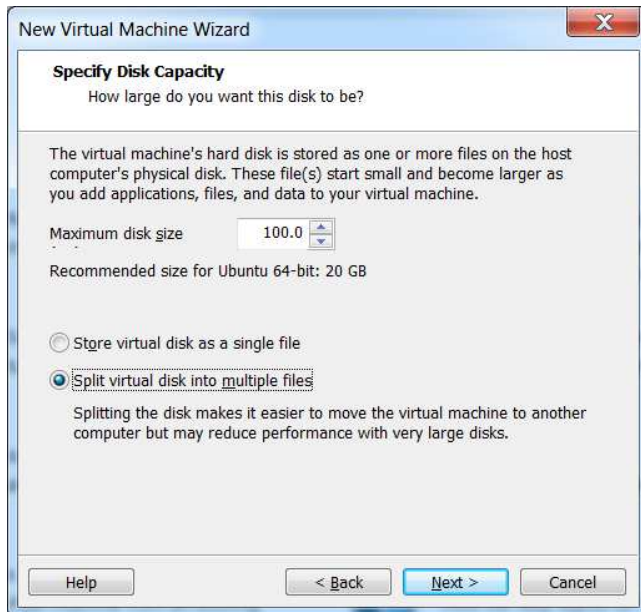 New Virtual Machine Wizard
Specify Disk Capacity
How large do you want this disk to be?
The virtual machine's hard disk is stored as one or more files on the host
computer's physical disk. These file(s) start small and become larger as
you add applications, files, and data to your virtual machine.
Maximum disk size 100.0
Recommended size for Ubuntu 64-bit: 20 GB
Store virtual disk as a single file
Split virtual disk into multiple files
Splitting the disk makes it easier to move the virtual machine to another
computer but may reduce performance with very large disks.
Help < Back Next > Cancel